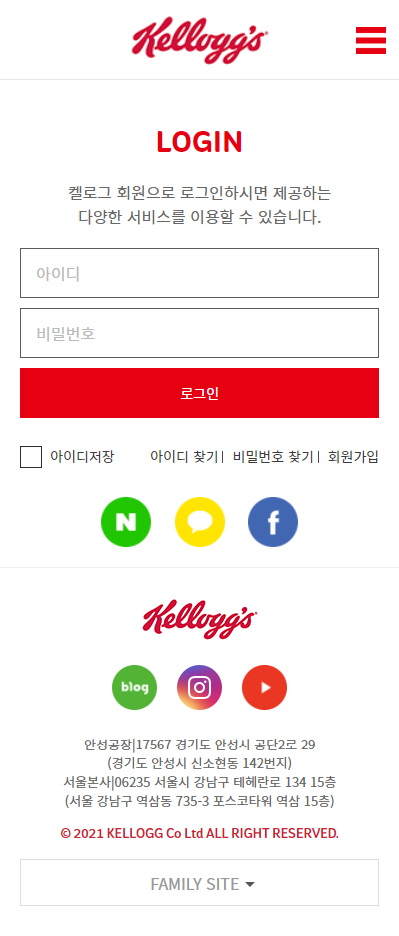 Kellogg's
LOGIN
켈로그 회원으로 로그인하시면 제공하는
다양한 서비스를 이용할 수 있습니다.
아이디
비밀번호
로그인
아이디저장 아이디 찾기| 비밀번호 찾기| 회원가입
N f
Kellogg's
blog
안성공장|17567 경기도 안성시 공단2로 29
(경기도 안성시 신소현동 142번지)
서울본사|06235 서울시 강남구 테헤란로 134 15층
(서울 강남구 역삼동 735-3 포스코타워 역삼 15층)
© 2021 KELLOGG Co Ltd ALL RIGHT RESERVED.
FAMILY SITE